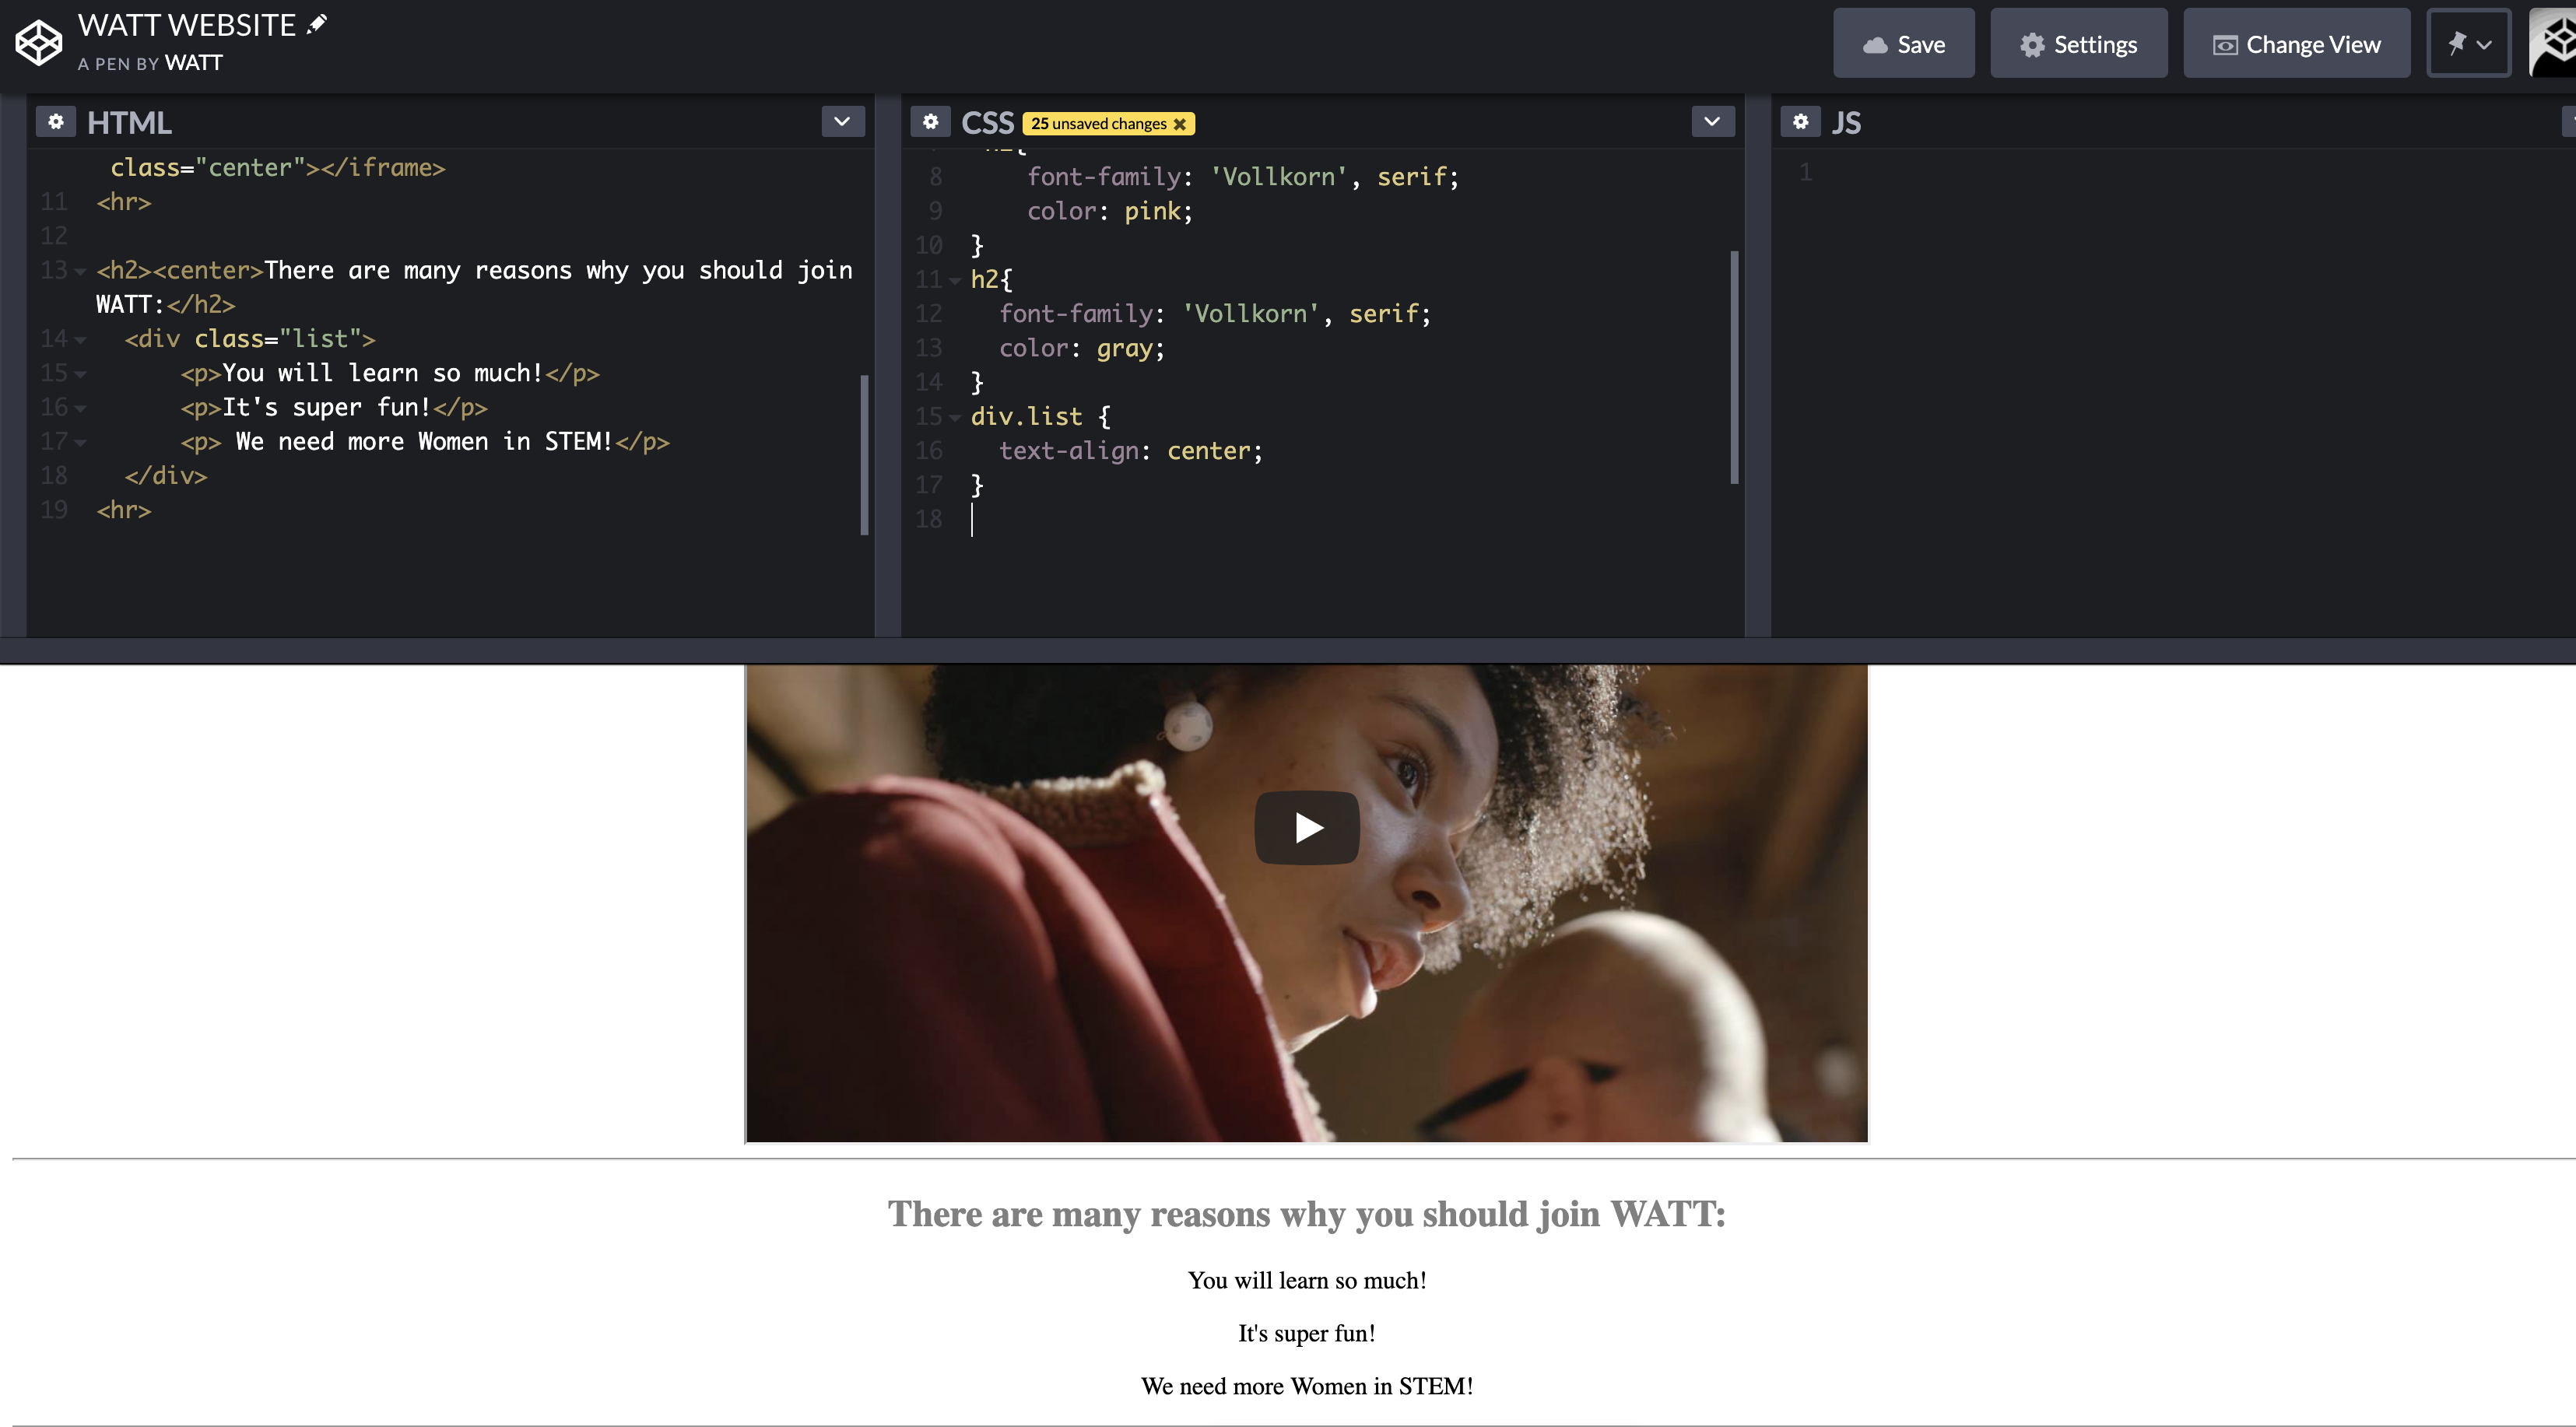 WATT WEBSITE
A PEN BY WATT
Save
Settings
Change View
HTML
class="center"></iframe>
11 <hr>
12
13 <h2><center>There are many reasons why you should join
WATT:</h2>
14 <div class="list">
15 <p>You will learn so much!</p>
16 <p>It's super fun!</p>
17 <p> We need more Women in STEM!</p>
18 </div>
19 <hr>
CSS 25 unsaved changes
8 font-family: 'Vollkorn', serif;
9 color: pink;
10 }
11 h2{
12 font-family: 'Vollkorn', serif;
13 color: gray;
14 }
15 div.list {
16 text-align: center;
17 }
18
JS
1
There are many reasons why you should join WATT:
You will learn so much!
It's super fun!
We need more Women in STEM!